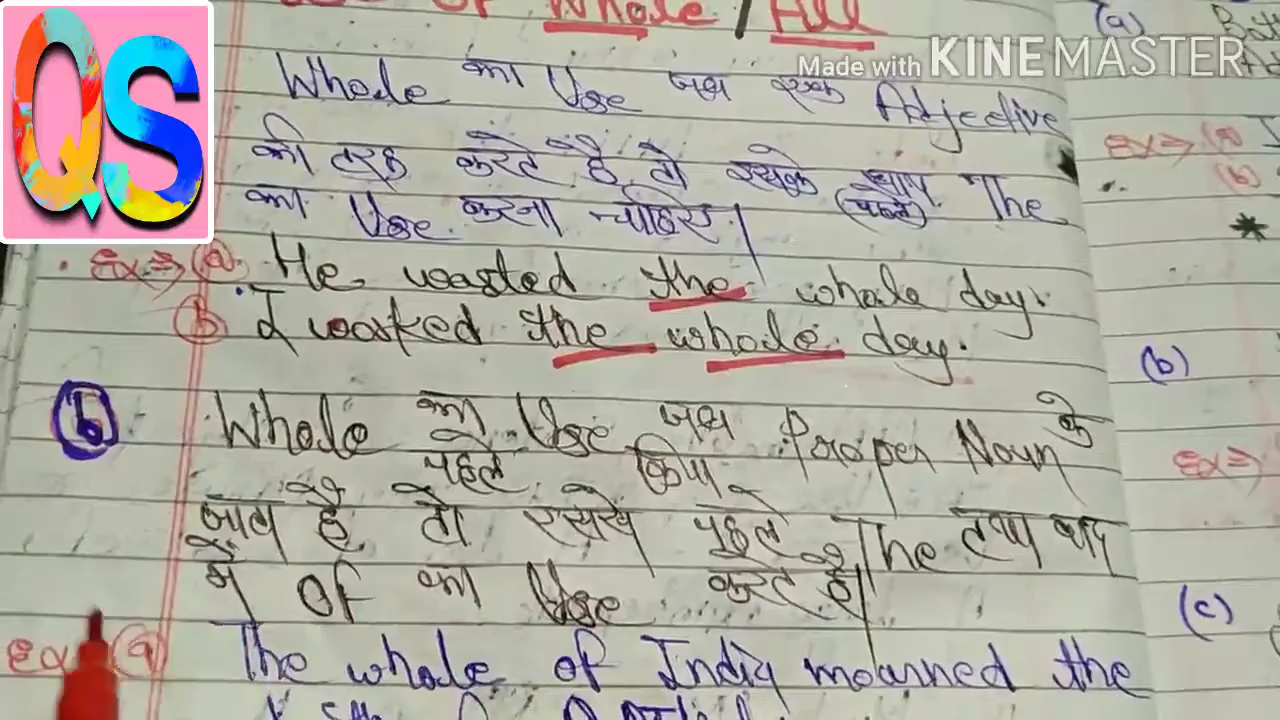 QS
Made with KINEMASTER
Use Of Whole / All
Whole का Use जब एक Adjective
की तरह करते है तो इसके साथ (पहले) The
का Use करना चाहिए।
Ex⇒ (a) He wasted the whole day.
(b) I worked the whole day.
(b) Whole का Use जब Proper Noun के
पहले किया
जाता है तो इससे पहले The तथा बाद
में Of का Use करते है।
Ex (a) The whole of India mourned the
(a)
Ex⇒ (a) I
(b)
*
(b)
Ex⇒
(c)